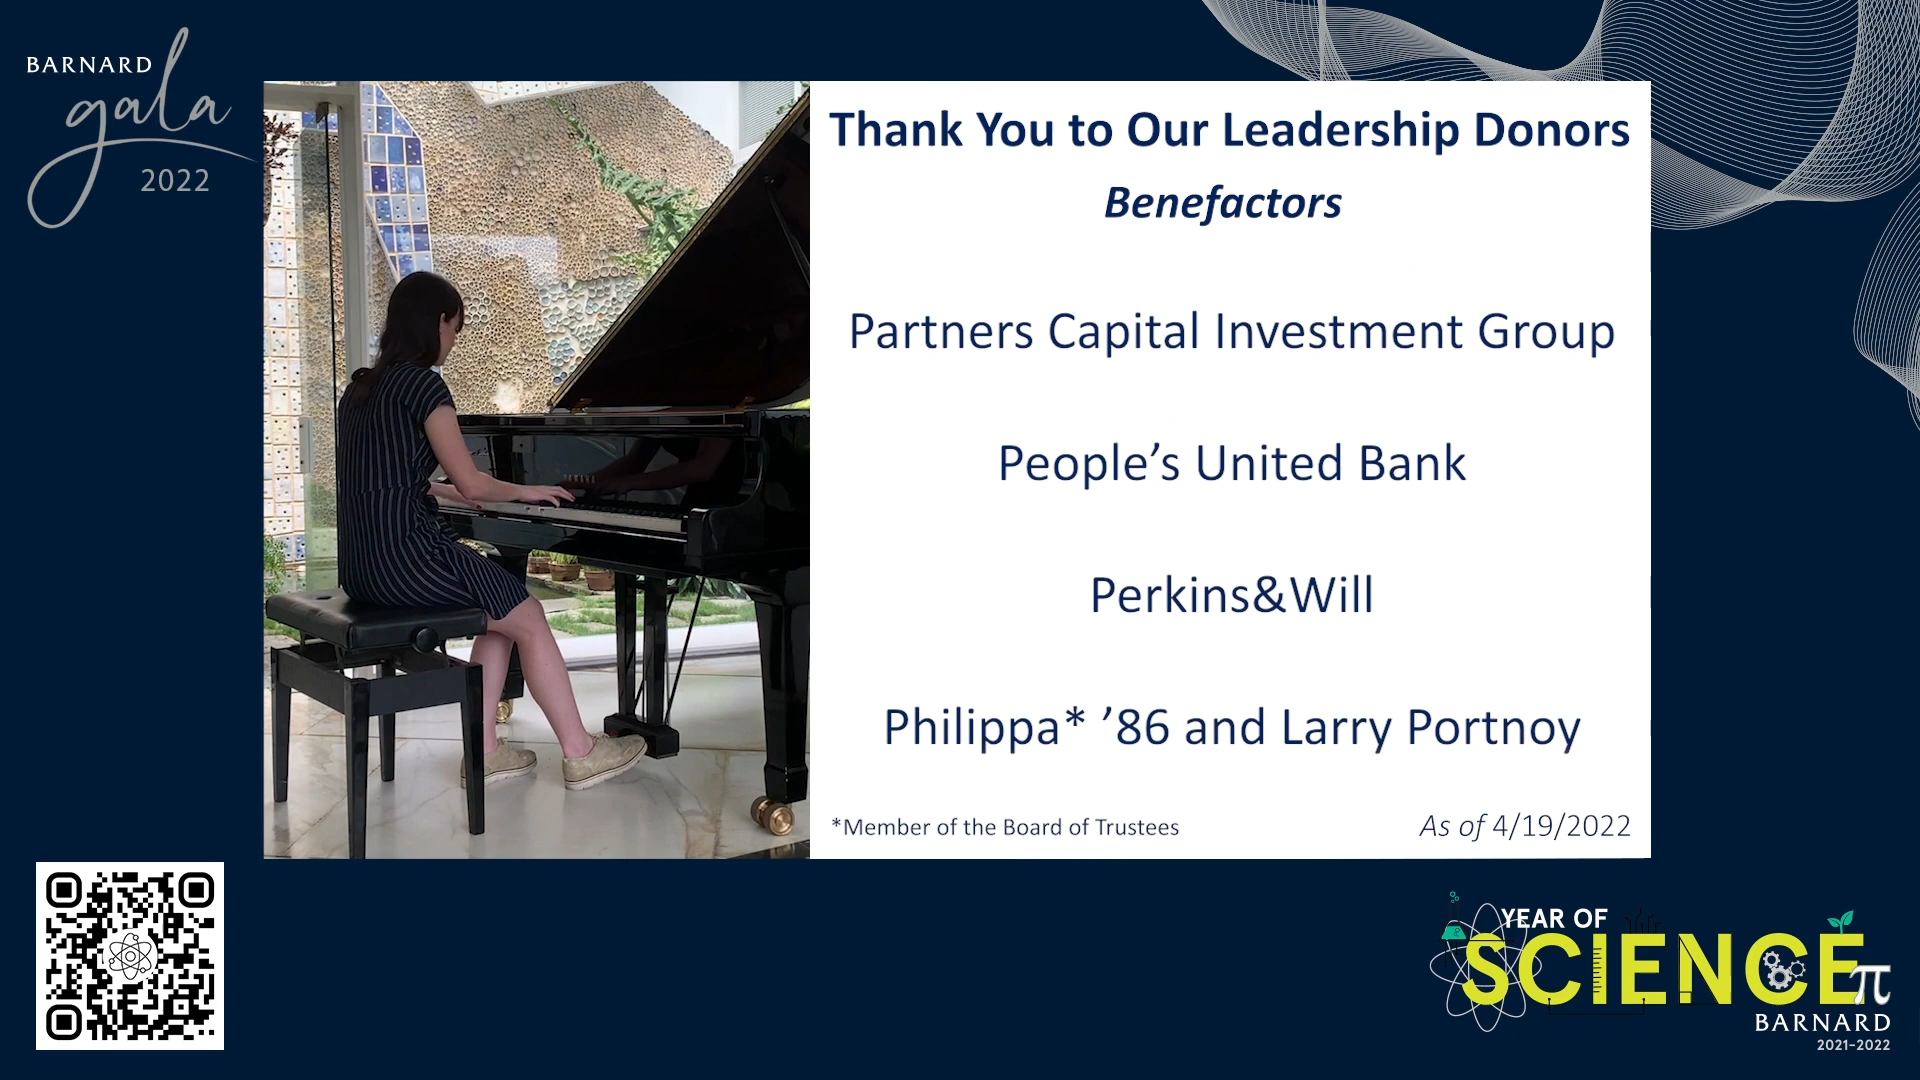 BARNARD
gala
2022
Thank You to Our Leadership Donors
Benefactors
Partners Capital Investment Group
People’s United Bank
Perkins&Will
Philippa* ’86 and Larry Portnoy
*Member of the Board of Trustees
As of 4/19/2022
YEAR OF
SCIENCE
π
BARNARD
2021-2022